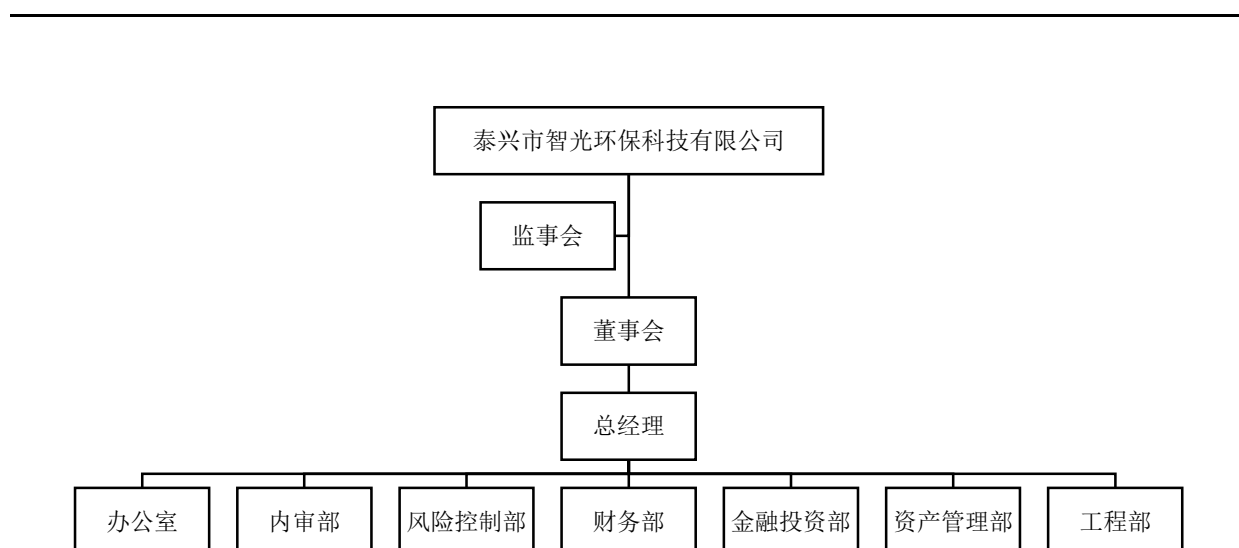 泰兴市智光环保科技有限公司
监事会
董事会
总经理
办公室
内审部
风险控制部
财务部
金融投资部
资产管理部
工程部